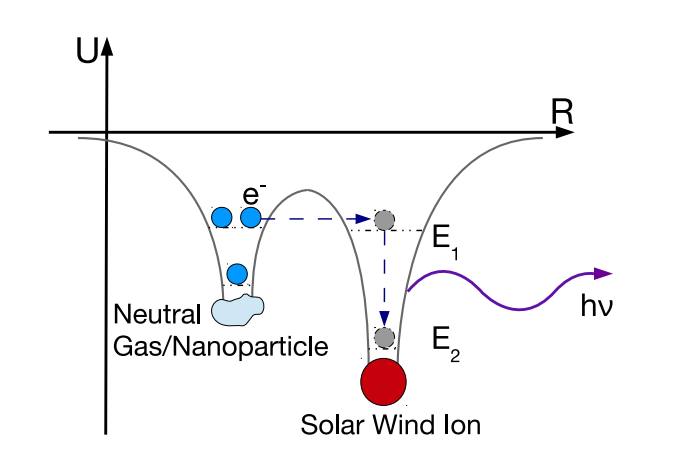 U
R
e⁻
E₁
hν
Neutral
Gas/Nanoparticle
E₂
Solar Wind Ion